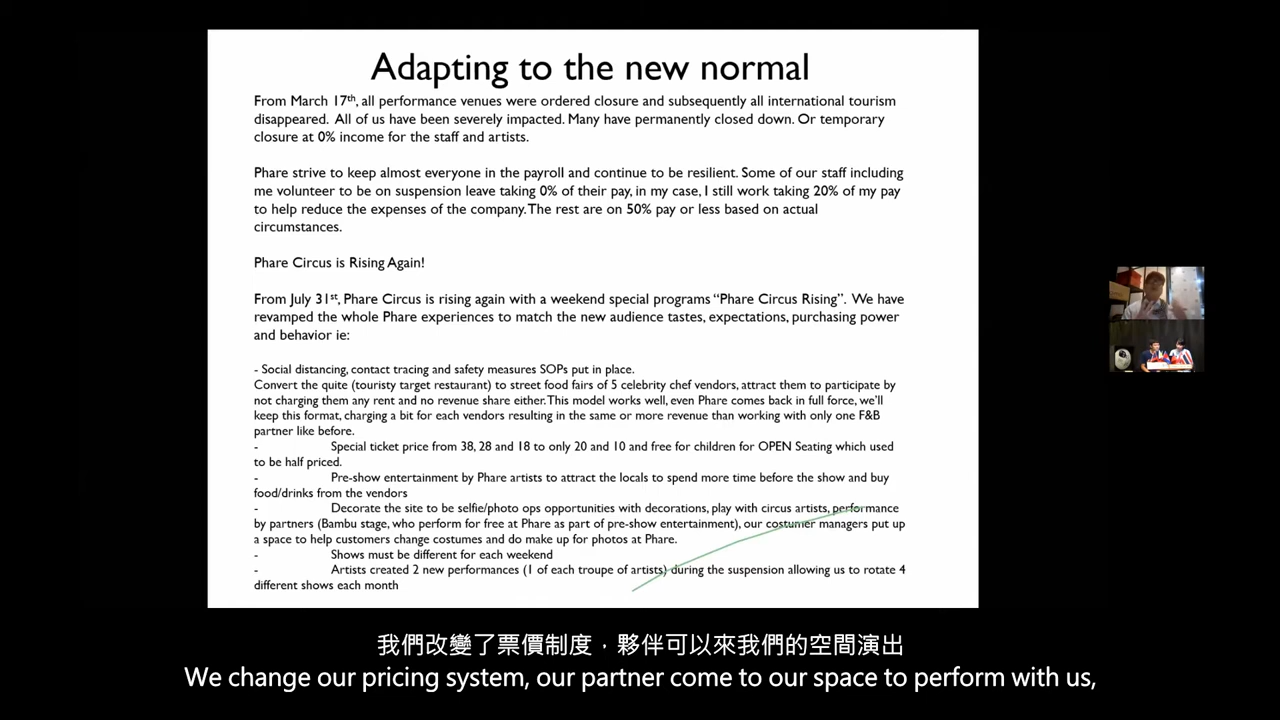 Adapting to the new normal
From March 17th, all performance venues were ordered closure and subsequently all international tourism
disappeared. All of us have been severely impacted. Many have permanently closed down. Or temporary
closure at 0% income for the staff and artists.
Phare strive to keep almost everyone in the payroll and continue to be resilient. Some of our staff including
me volunteer to be on suspension leave taking 0% of their pay, in my case, I still work taking 20% of my pay
to help reduce the expenses of the company. The rest are on 50% pay or less based on actual
circumstances.
Phare Circus is Rising Again!
From July 31st, Phare Circus is rising again with a weekend special programs “Phare Circus Rising”. We have
revamped the whole Phare experiences to match the new audience tastes, expectations, purchasing power
and behavior ie:
- Social distancing, contact tracing and safety measures SOPs put in place.
Convert the quite (touristy target restaurant) to street food fairs of 5 celebrity chef vendors, attract them to participate by
not charging them any rent and no revenue share either. This model works well, even Phare comes back in full force, we’ll
keep this format, charging a bit for each vendors resulting in the same or more revenue than working with only one F&B
partner like before.
- Special ticket price from 38, 28 and 18 to only 20 and 10 and free for children for OPEN Seating which used
to be half priced.
- Pre-show entertainment by Phare artists to attract the locals to spend more time before the show and buy
food/drinks from the vendors
- Decorate the site to be selfie/photo ops opportunities with decorations, play with circus artists, performance
by partners (Bambu stage, who perform for free at Phare as part of pre-show entertainment), our costumer managers put up
a space to help customers change costumes and do make up for photos at Phare.
- Shows must be different for each weekend
- Artists created 2 new performances (1 of each troupe of artists) during the suspension allowing us to rotate 4
different shows each month
我們改變了票價制度，夥伴可以來我們的空間演出
We change our pricing system, our partner come to our space to perform with us,